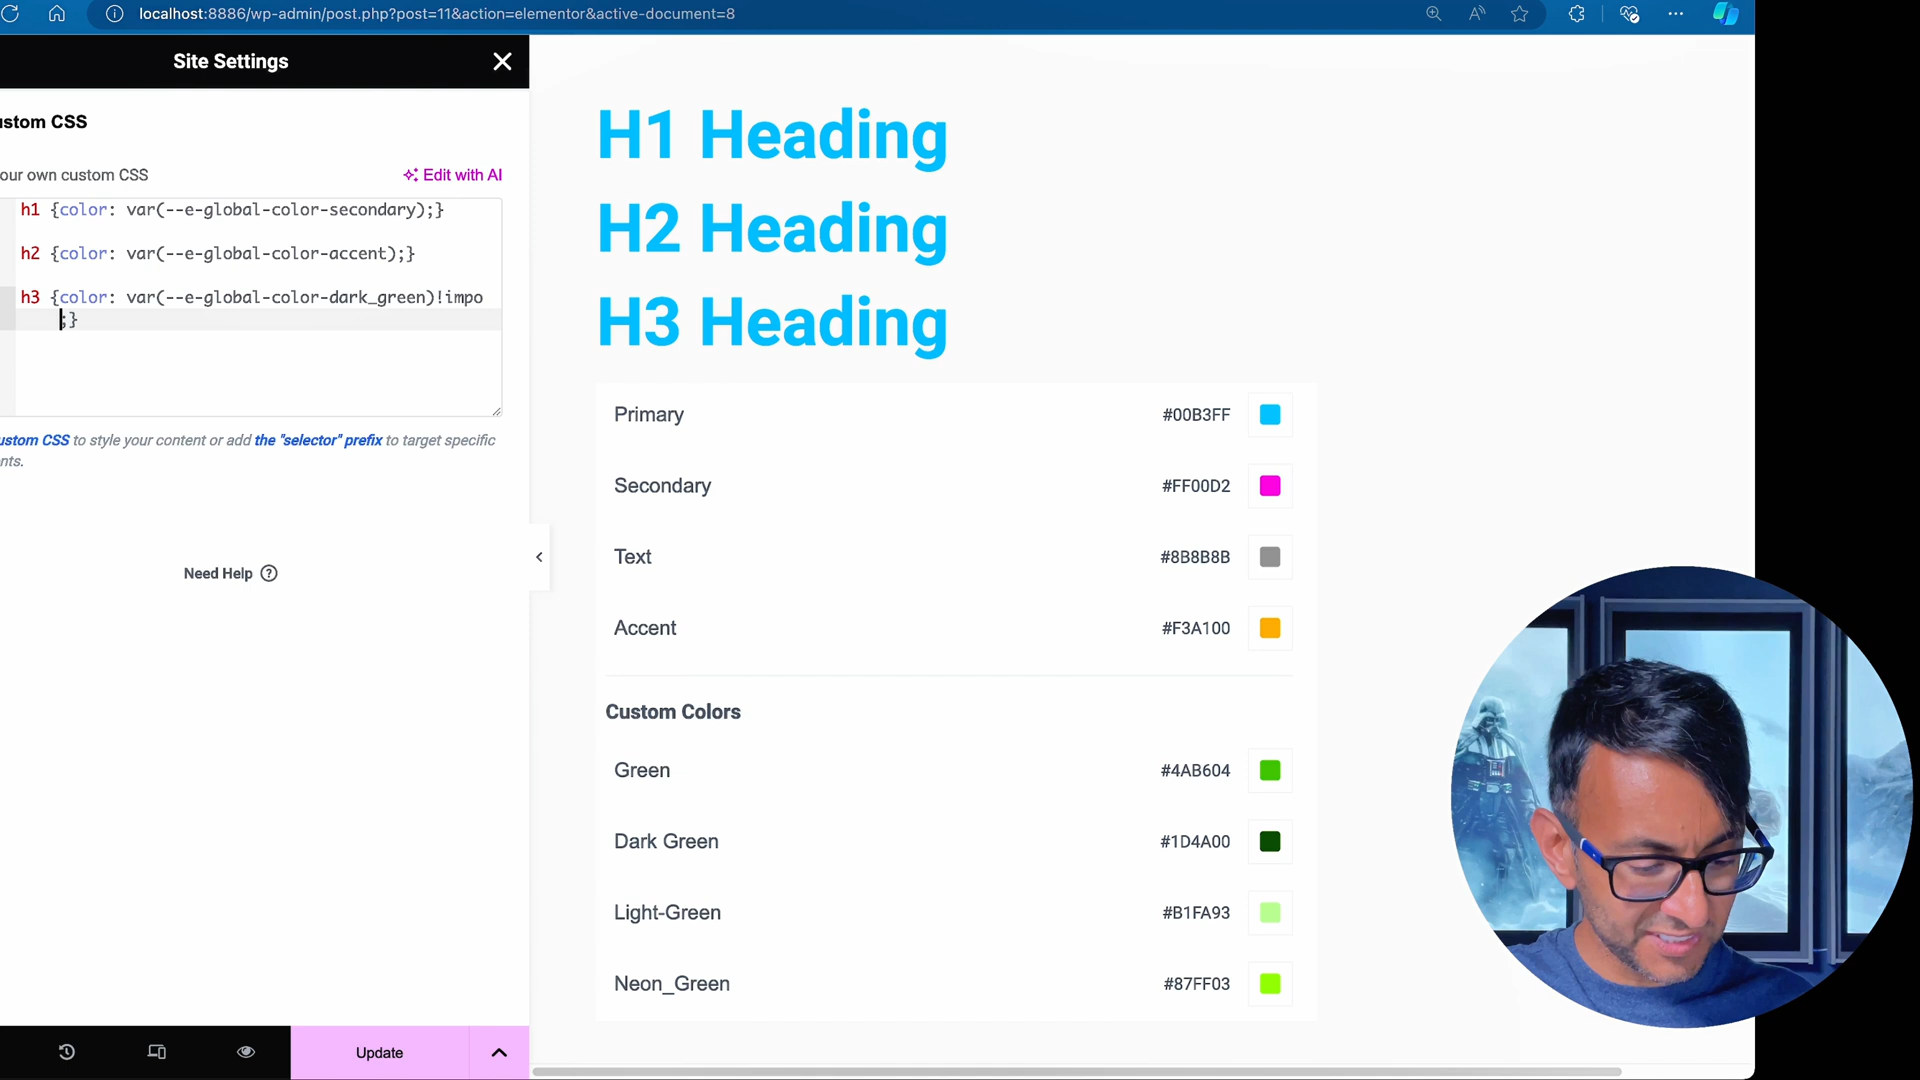 localhost:8886/wp-admin/post.php?post=11&action=elementor&active-document=8
Site Settings
ustom CSS
our own custom CSS
Edit with AI
h1 {color: var(--e-global-color-secondary);}
h2 {color: var(--e-global-color-accent);}
h3 {color: var(--e-global-color-dark_green)!impo
;}
ustom CSS to style your content or add the "selector" prefix to target specific
nts.
Need Help
Update
H1 Heading
H2 Heading
H3 Heading
Primary #00B3FF
Secondary #FF00D2
Text #8B8B8B
Accent #F3A100
Custom Colors
Green #4AB604
Dark Green #1D4A00
Light-Green #B1FA93
Neon_Green #87FF03